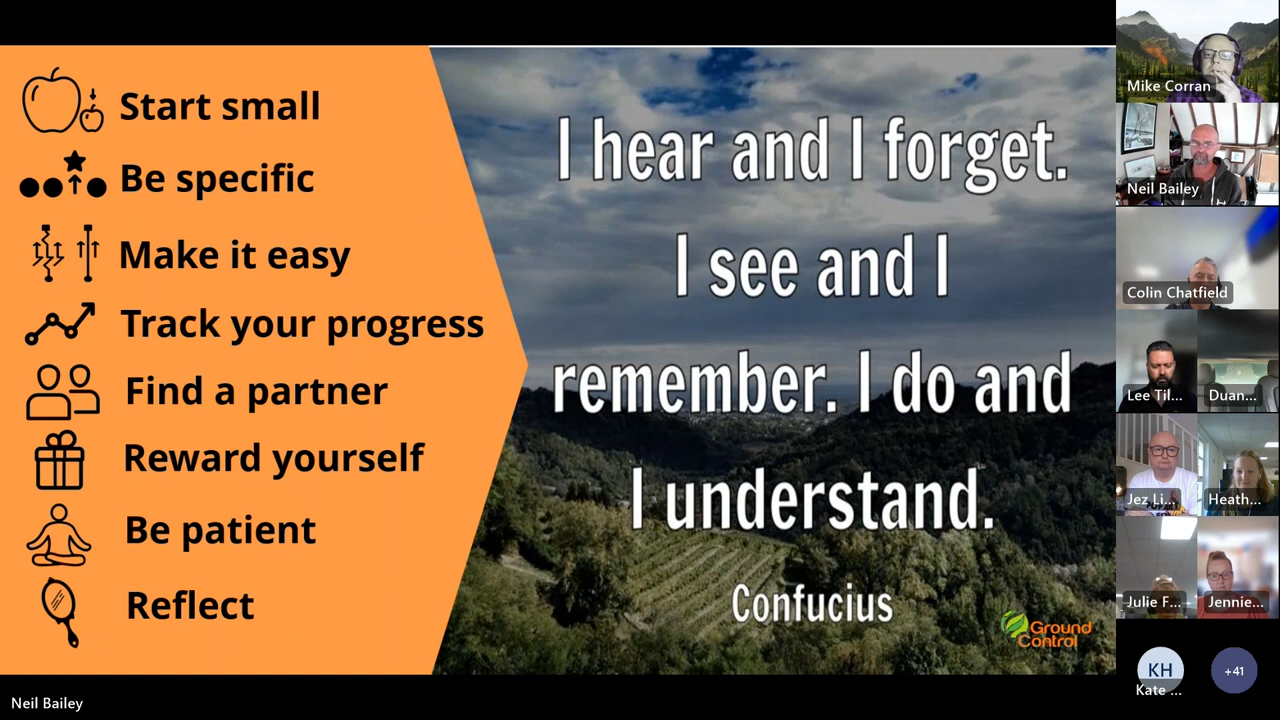 Start small
Be specific
Make it easy
Track your progress
Find a partner
Reward yourself
Be patient
Reflect
I hear and I forget.
I see and I
remember. I do and
I understand.
Confucius
Ground
Control
Neil Bailey
Mike Corran
Neil Bailey
Colin Chatfield
Lee Til...
Duan...
Jez Li...
Heath...
Julie F...
Jennie...
KH
Kate ...
+41